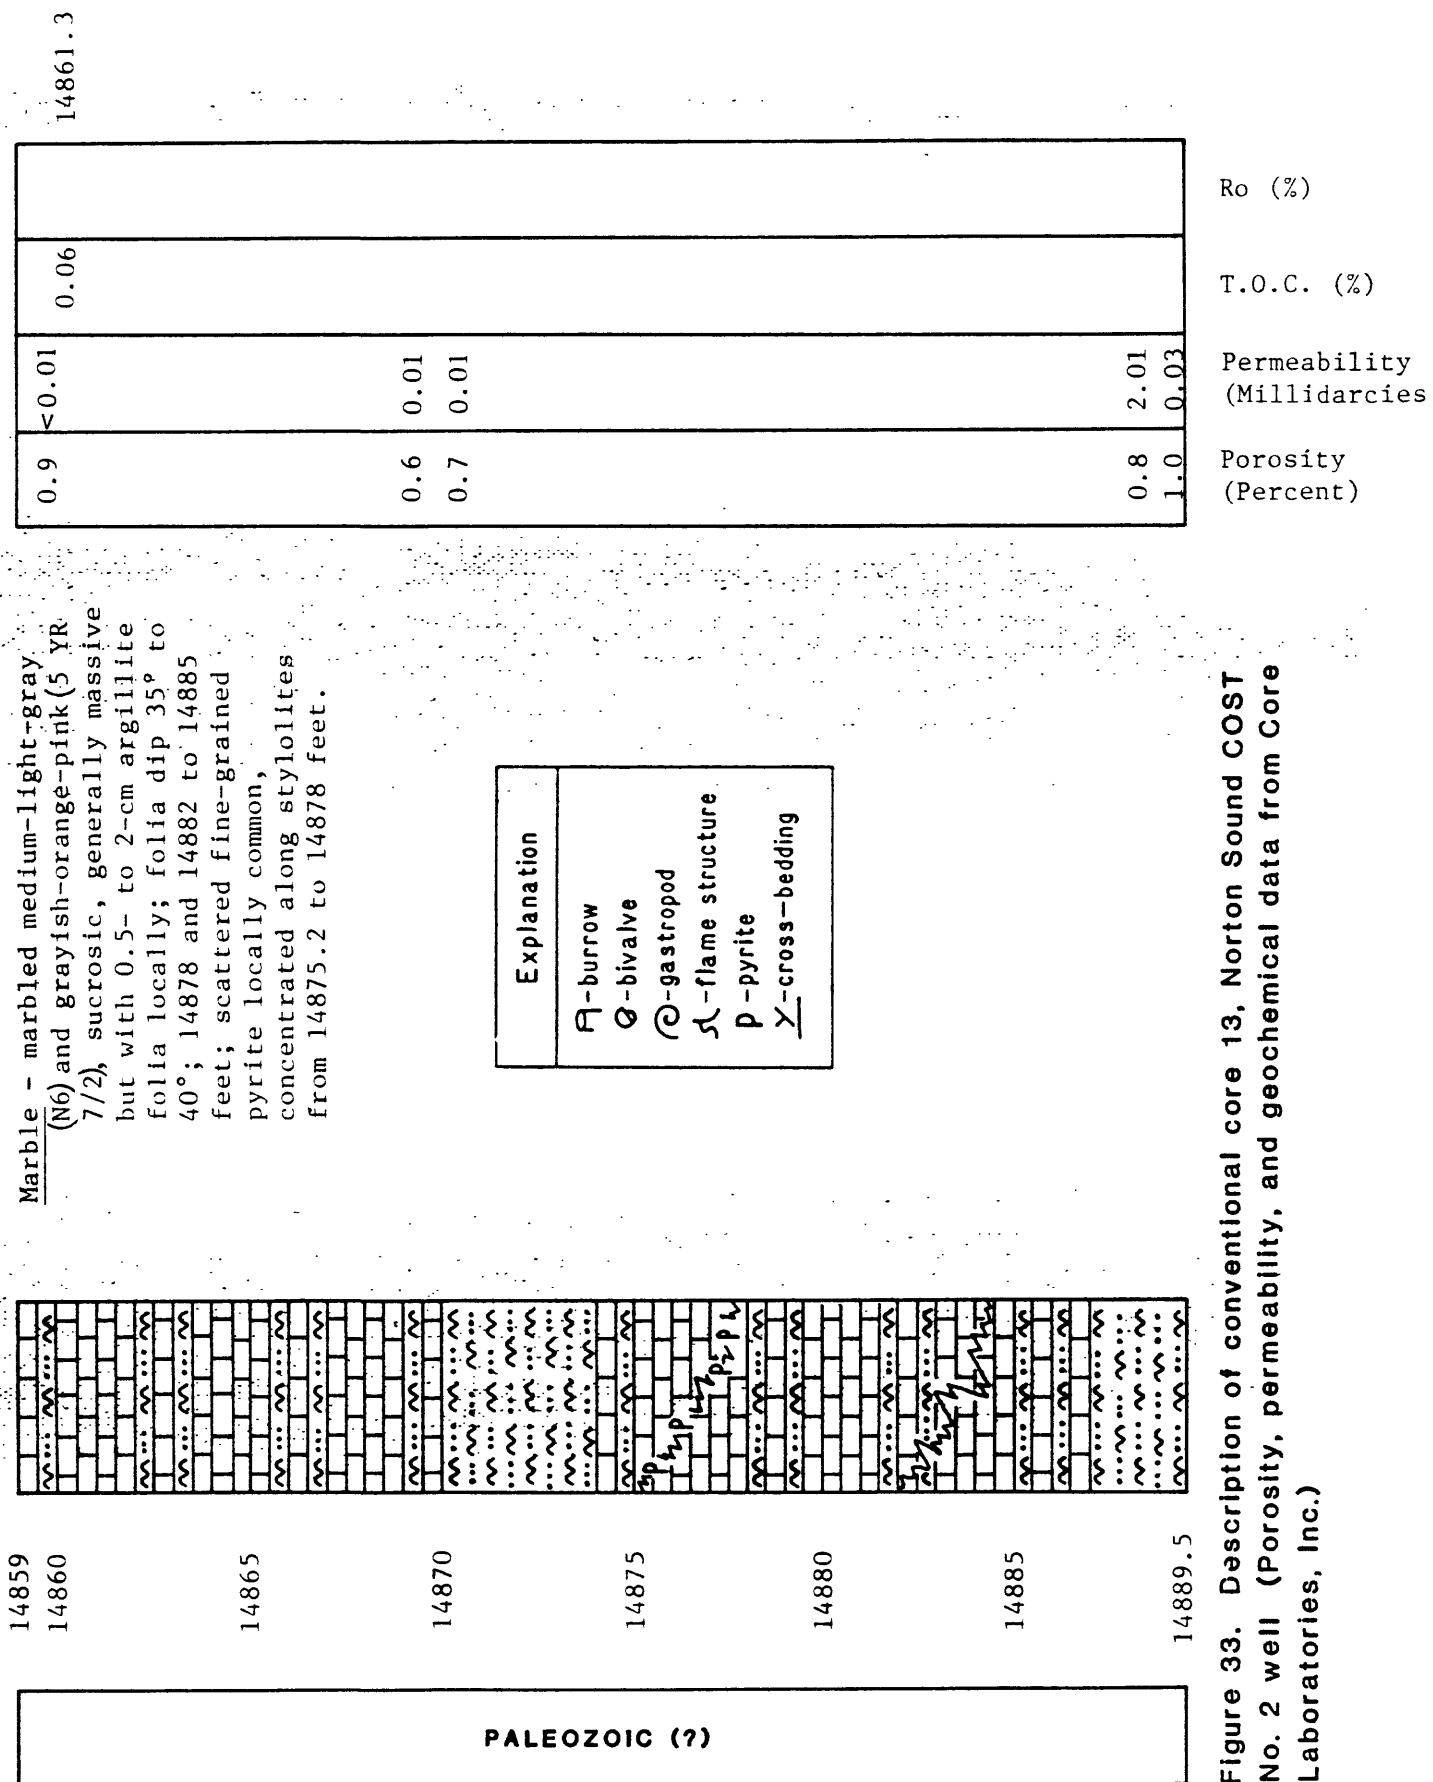 PALEOZOIC (?)
14859
14860
14865
14870
14875
14880
14885
14889.5
Marble - marbled medium-light-gray
(N6) and grayish-orange-pink (5 YR
7/2), sucrosic, generally massive
but with 0.5- to 2-cm argillite
folia locally; folia dip 35° to
40°; 14878 and 14882 to 14885
feet; scattered fine-grained
pyrite locally common,
concentrated along stylolites
from 14875.2 to 14878 feet.
Explanation
-burrow
-bivalve
-gastropod
-flame structure
p-pyrite
-cross-bedding
p
p
p
p
0.9 <0.01 0.06 14861.3
0.6 0.01
0.7 0.01
0.8 2.01
1.0 0.03
Porosity
(Percent)
Permeability
(Millidarcies
T.O.C. (%)
Ro (%)
Figure 33. Description of conventional core 13, Norton Sound COST
No. 2 well (Porosity, permeability, and geochemical data from Core
Laboratories, Inc.)